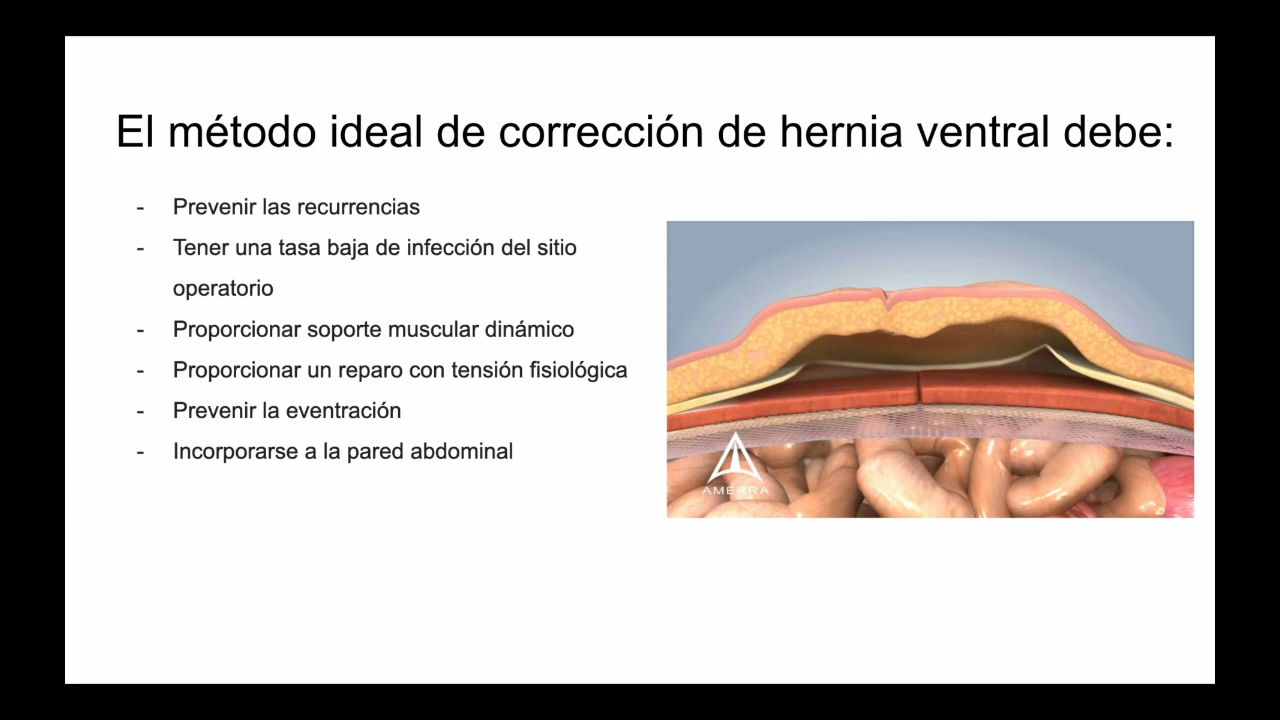 El método ideal de corrección de hernia ventral debe:
- Prevenir las recurrencias
- Tener una tasa baja de infección del sitio
operatorio
- Proporcionar soporte muscular dinámico
- Proporcionar un reparo con tensión fisiológica
- Prevenir la eventración
- Incorporarse a la pared abdominal
AMERRA